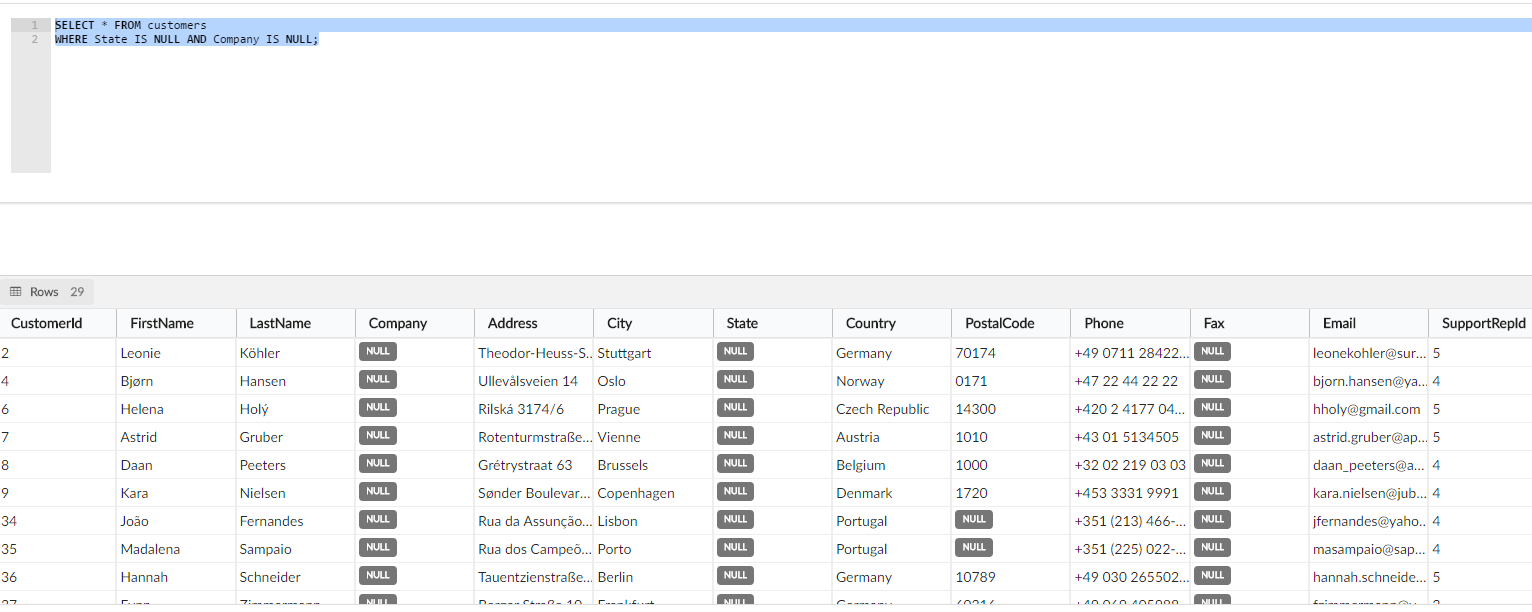 1 SELECT * FROM customers
2 WHERE State IS NULL AND Company IS NULL;
Rows 29
CustomerId FirstName LastName Company Address City State Country PostalCode Phone Fax Email SupportRepId
2 Leonie Köhler NULL Theodor-Heuss-S... Stuttgart NULL Germany 70174 +49 0711 28422... NULL leonekohler@sur... 5
4 Bjørn Hansen NULL Ullevålsveien 14 Oslo NULL Norway 0171 +47 22 44 22 22 NULL bjorn.hansen@ya... 4
6 Helena Holý NULL Rilská 3174/6 Prague NULL Czech Republic 14300 +420 2 4177 04... NULL hholy@gmail.com 5
7 Astrid Gruber NULL Rotenturmstraße... Vienne NULL Austria 1010 +43 01 5134505 NULL astrid.gruber@ap... 5
8 Daan Peeters NULL Grétrystraat 63 Brussels NULL Belgium 1000 +32 02 219 03 03 NULL daan_peeters@a... 4
9 Kara Nielsen NULL Sønder Boulevar... Copenhagen NULL Denmark 1720 +453 3331 9991 NULL kara.nielsen@jub... 4
34 João Fernandes NULL Rua da Assunção... Lisbon NULL Portugal NULL +351 (213) 466-... NULL jfernandes@yaho... 4
35 Madalena Sampaio NULL Rua dos Campeõ... Porto NULL Portugal NULL +351 (225) 022-... NULL masampaio@sap... 4
36 Hannah Schneider NULL Tauentzienstraße... Berlin NULL Germany 10789 +49 030 265502... NULL hannah.schneide... 5
NULL NULL NULL